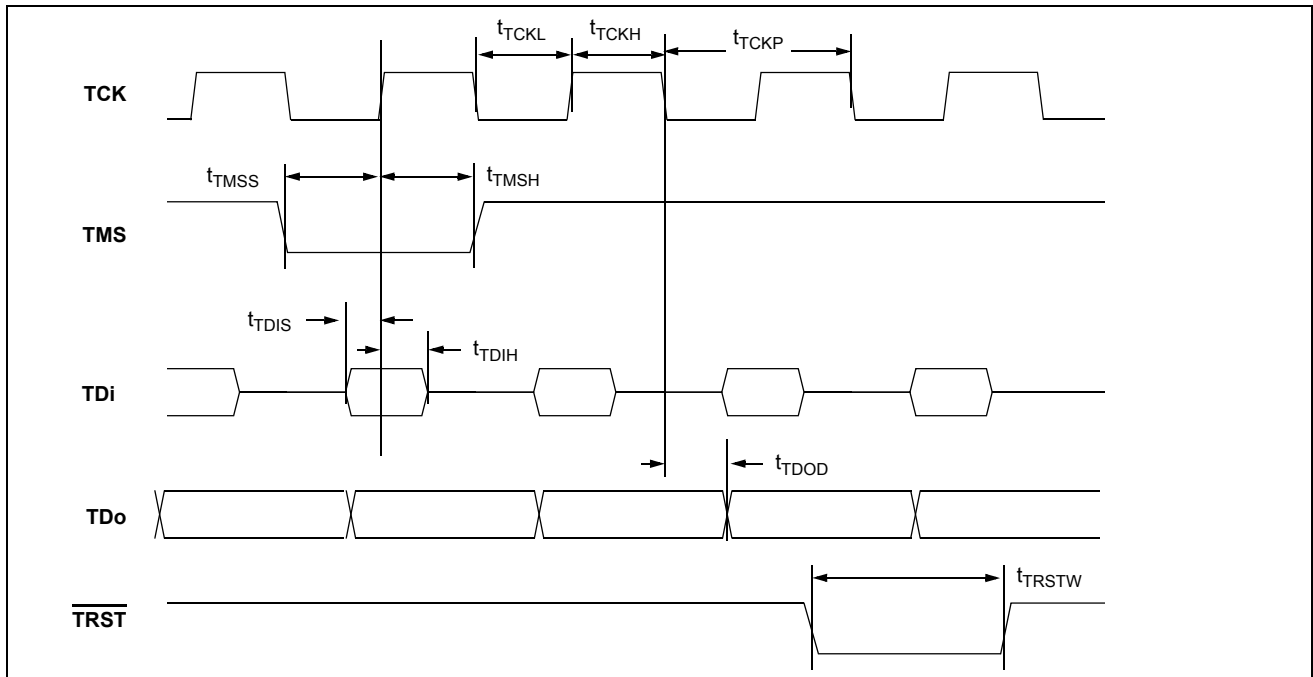 tTCKL tTCKH tTCKP
TCK
tTMSS tTMSH
TMS
tTDIS
tTDIH
TDi
tTDOD
TDo
tTRSTW
TRST